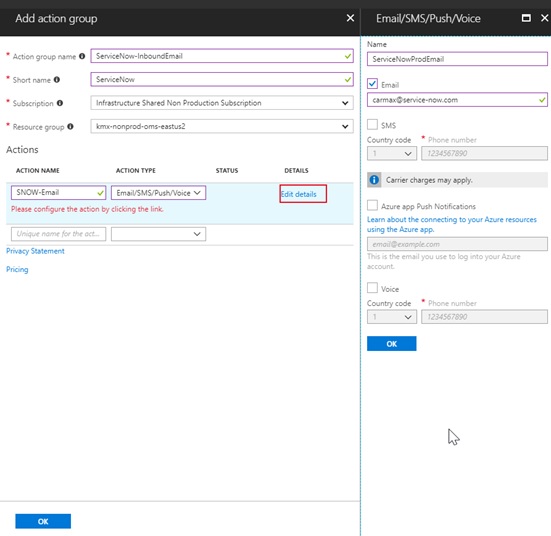 Add action group
* Action group name
ServiceNow-InboundEmail
* Short name
ServiceNow
* Subscription
Infrastructure Shared Non Production Subscription
* Resource group
kmx-nonprod-oms-eastus2
Actions
ACTION NAME ACTION TYPE STATUS DETAILS
SNOW-Email Email/SMS/Push/Voice Edit details
Please configure the action by clicking the link.
Unique name for the act...
Privacy Statement
Pricing
OK
Email/SMS/Push/Voice
Name
ServiceNowProdEmail
Email
carmax@service-now.com
SMS
Country code * Phone number
1 1234567890
Carrier charges may apply.
Azure app Push Notifications
Learn about the connecting to your Azure resources
using the Azure app.
email@example.com
This is the email you use to log into your Azure
account.
Voice
Country code * Phone number
1 1234567890
OK